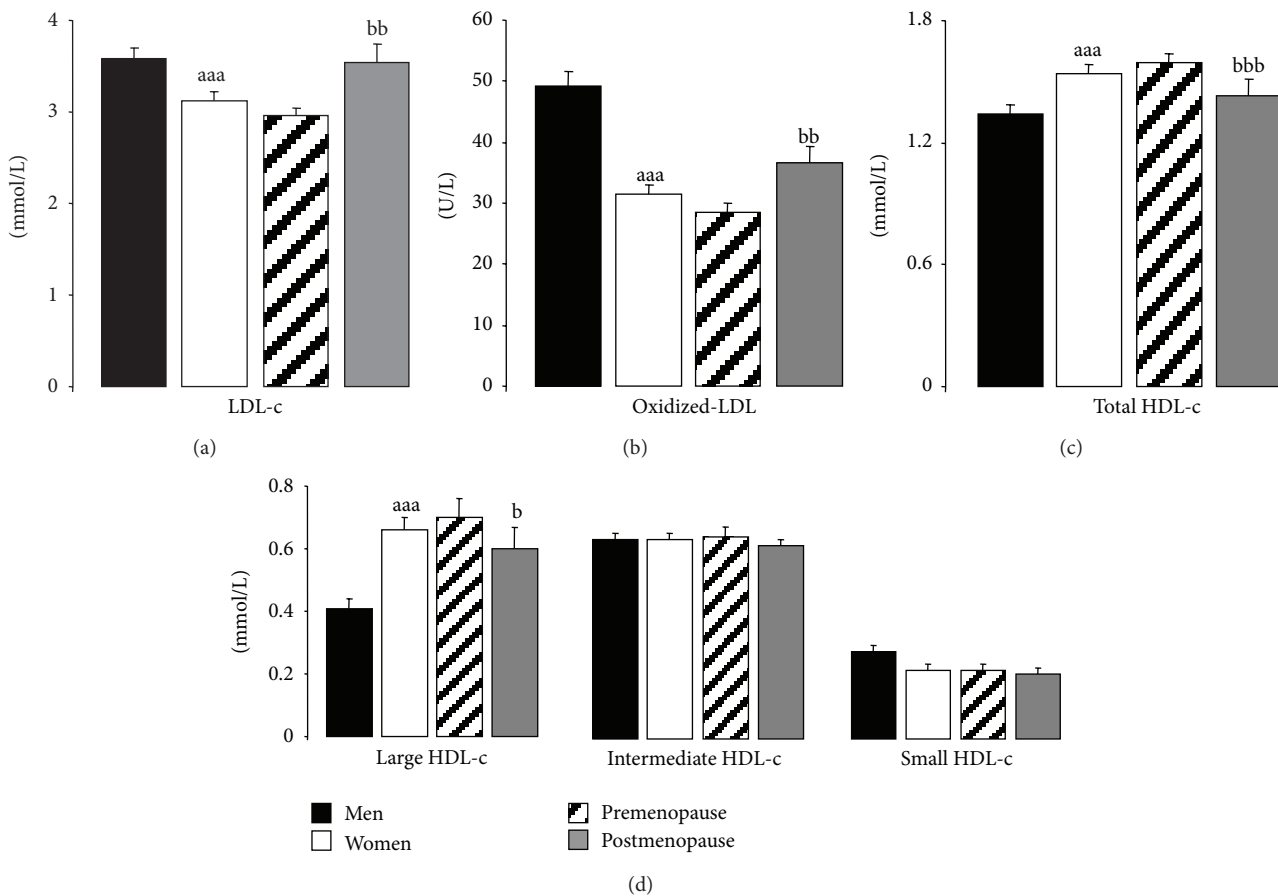 4
3
2
1
0
(mmol/L)
aaa
bb
LDL-c
(a)
60
50
40
30
20
10
0
(U/L)
aaa
bb
Oxidized-LDL
(b)
1.8
1.2
0.6
0
(mmol/L)
aaa
bbb
Total HDL-c
(c)
0.8
0.6
0.4
0.2
0
(mmol/L)
aaa
b
Large HDL-c
Intermediate HDL-c
Small HDL-c
Men
Women
Premenopause
Postmenopause
(d)